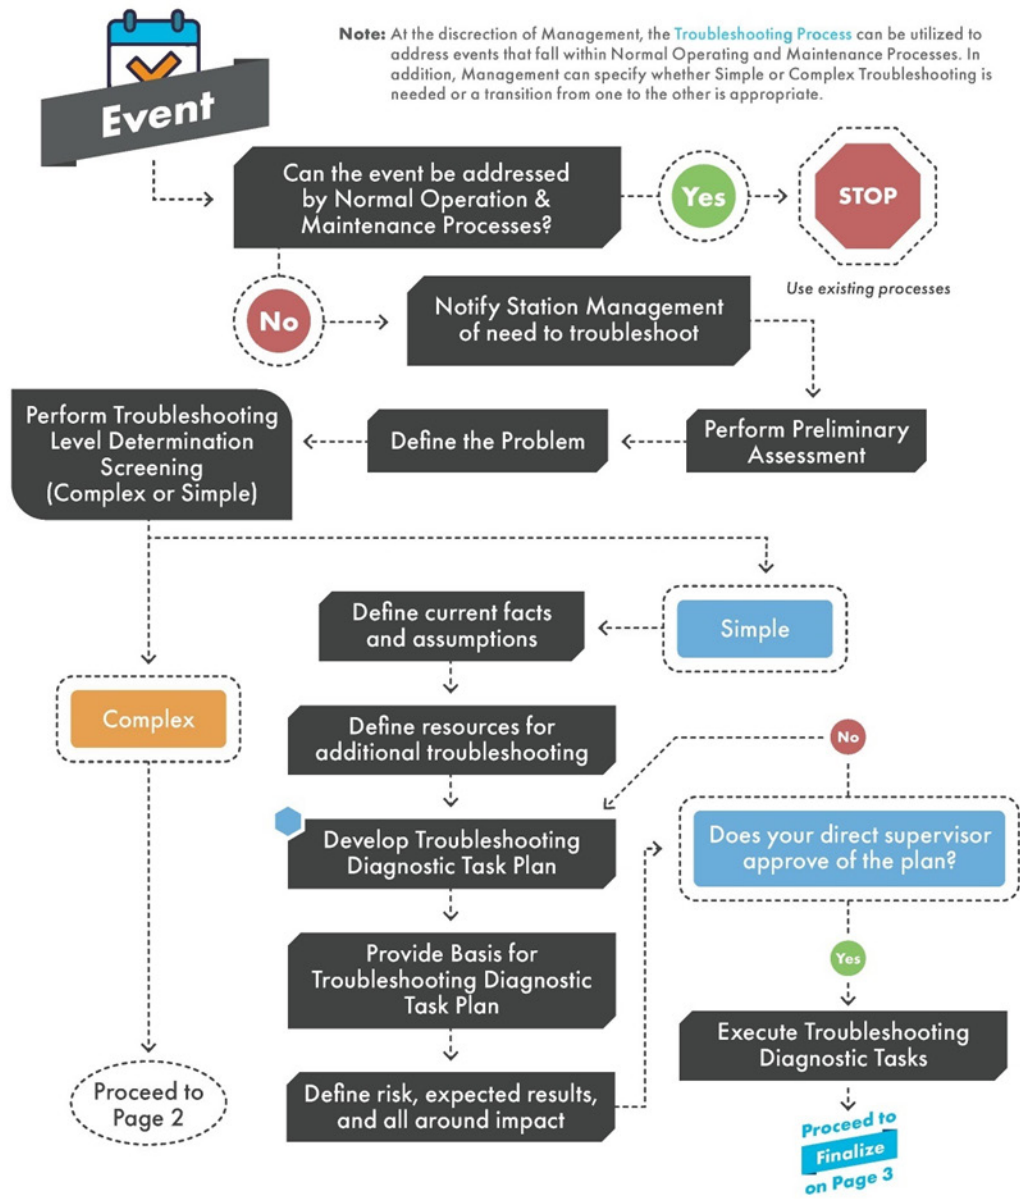 Note: At the discrection of Management, the Troubleshooting Process can be utilized to
address events that fall within Normal Operating and Maintenance Processes. In
addition, Management can specify whether Simple or Complex Troubleshooting is
needed or a transition from one to the other is appropriate.
Event
Can the event be addressed
by Normal Operation &
Maintenance Processes?
Yes
STOP
Use existing processes
No
Notify Station Management
of need to troubleshoot
Perform Preliminary
Assessment
Define the Problem
Perform Troubleshooting
Level Determination
Screening
(Complex or Simple)
Simple
Define current facts
and assumptions
Complex
Define resources for
additional troubleshooting
No
Develop Troubleshooting
Diagnostic Task Plan
Does your direct supervisor
approve of the plan?
Provide Basis for
Troubleshooting Diagnostic
Task Plan
Yes
Execute Troubleshooting
Diagnostic Tasks
Proceed to
Page 2
Define risk, expected results,
and all around impact
Proceed to
Finalize
on Page 3